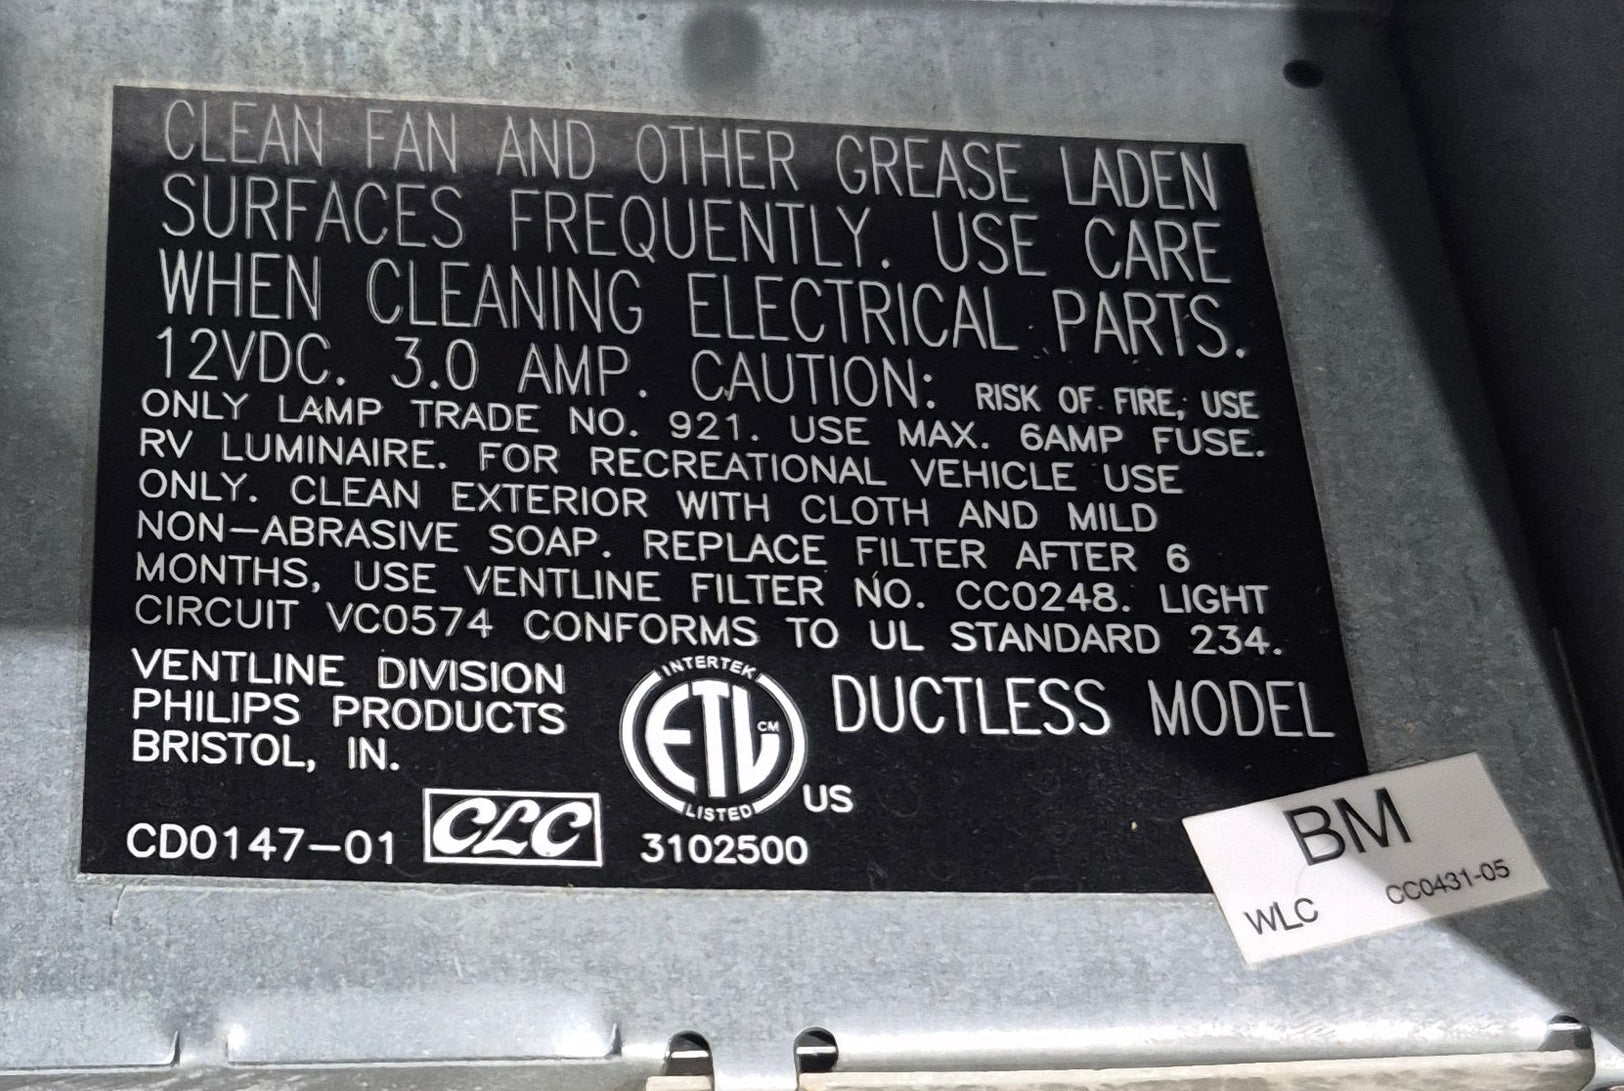 CLEAN FAN AND OTHER GREASE LADEN
SURFACES FREQUENTLY. USE CARE
WHEN CLEANING ELECTRICAL PARTS.
12VDC. 3.0 AMP. CAUTION: RISK OF FIRE, USE
ONLY LAMP TRADE NO. 921. USE MAX. 6AMP FUSE.
RV LUMINAIRE. FOR RECREATIONAL VEHICLE USE
ONLY. CLEAN EXTERIOR WITH CLOTH AND MILD
NON-ABRASIVE SOAP. REPLACE FILTER AFTER 6
MONTHS, USE VENTLINE FILTER NO. CC0248. LIGHT
CIRCUIT VC0574 CONFORMS TO UL STANDARD 234.
VENTLINE DIVISION
PHILIPS PRODUCTS
BRISTOL, IN.
CD0147-01
CLC
INTERTEK
ETL CM
LISTED
US
3102500
DUCTLESS MODEL
BM
WLC CC0431-05